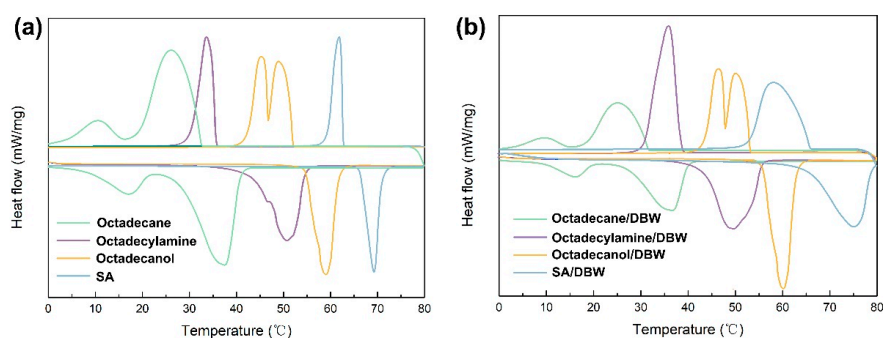 (a)
Heat flow (mW/mg)
Octadecane
Octadecylamine
Octadecanol
SA
0 10 20 30 40 50 60 70 80
Temperature (℃)
(b)
Heat flow (mW/mg)
Octadecane/DBW
Octadecylamine/DBW
Octadecanol/DBW
SA/DBW
0 10 20 30 40 50 60 70 80
Temperature (℃)